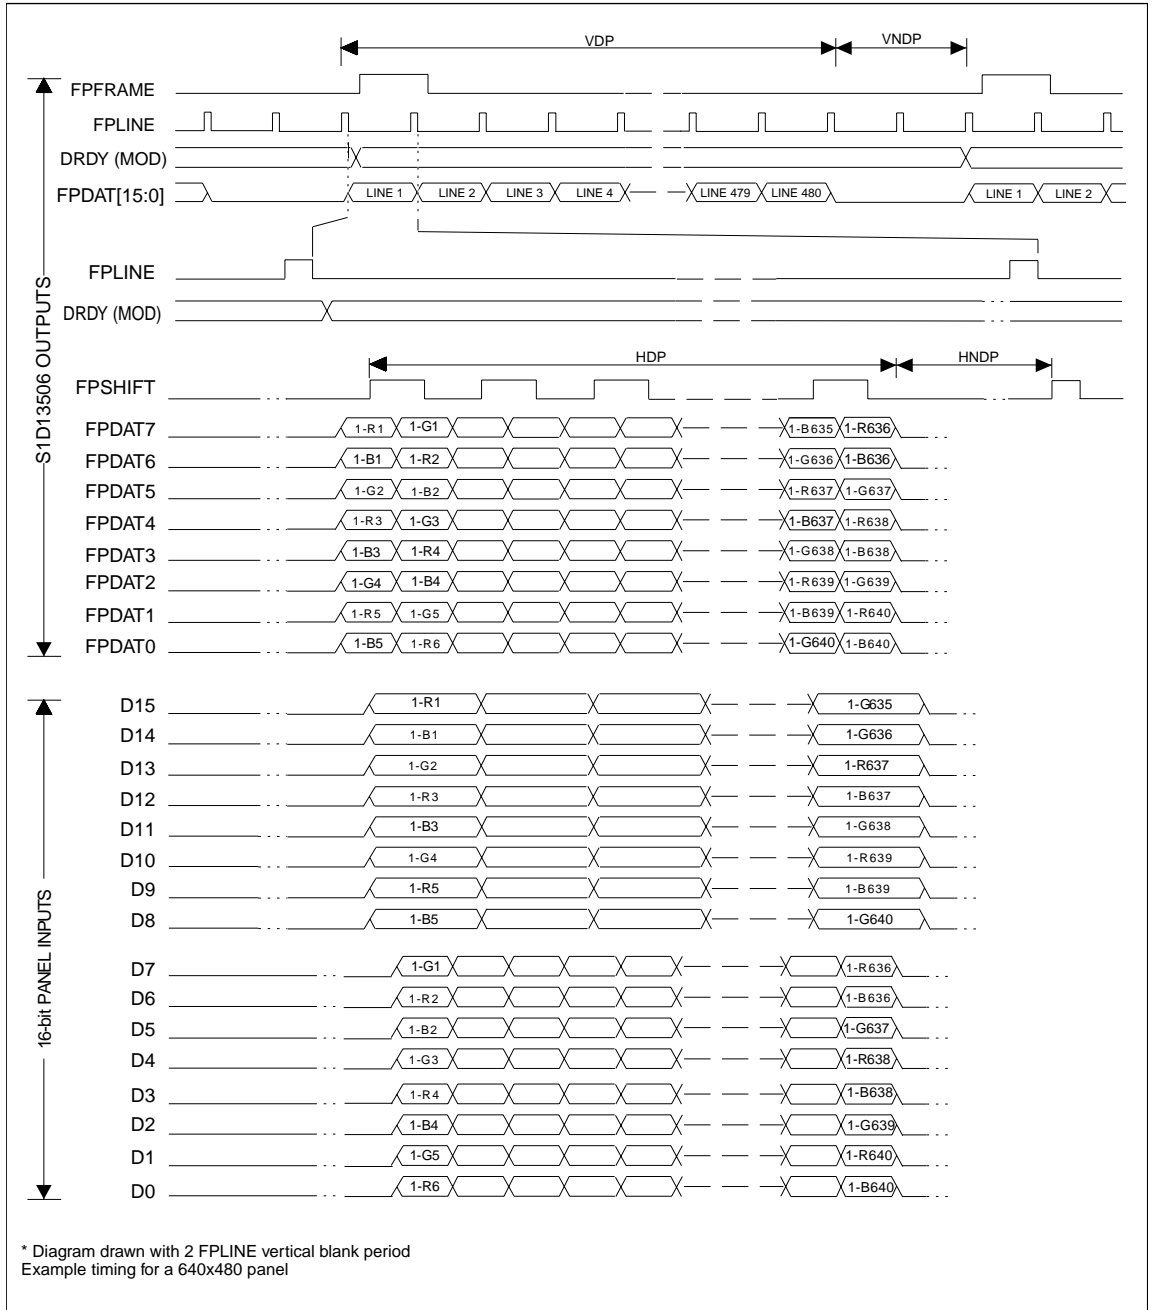 VDP VNDP
FPFRAME
FPLINE
DRDY (MOD)
FPDAT[15:0] LINE 1 LINE 2 LINE 3 LINE 4 LINE 479 LINE 480 LINE 1 LINE 2
FPLINE
DRDY (MOD)
S1D13506 OUTPUTS
HDP HNDP
FPSHIFT
FPDAT7 1-R1 1-G1 1-B635 1-R636
FPDAT6 1-B1 1-R2 1-G636 1-B636
FPDAT5 1-G2 1-B2 1-R637 1-G637
FPDAT4 1-R3 1-G3 1-B637 1-R638
FPDAT3 1-B3 1-R4 1-G638 1-B638
FPDAT2 1-G4 1-B4 1-R639 1-G639
FPDAT1 1-R5 1-G5 1-B639 1-R640
FPDAT0 1-B5 1-R6 1-G640 1-B640
D15 1-R1 1-G635
D14 1-B1 1-G636
D13 1-G2 1-R637
D12 1-R3 1-B637
D11 1-B3 1-G638
D10 1-G4 1-R639
D9 1-R5 1-B639
D8 1-B5 1-G640
16-bit PANEL INPUTS
D7 1-G1 1-R636
D6 1-R2 1-B636
D5 1-B2 1-G637
D4 1-G3 1-R638
D3 1-R4 1-B638
D2 1-B4 1-G639
D1 1-G5 1-R640
D0 1-R6 1-B640
* Diagram drawn with 2 FPLINE vertical blank period
Example timing for a 640x480 panel